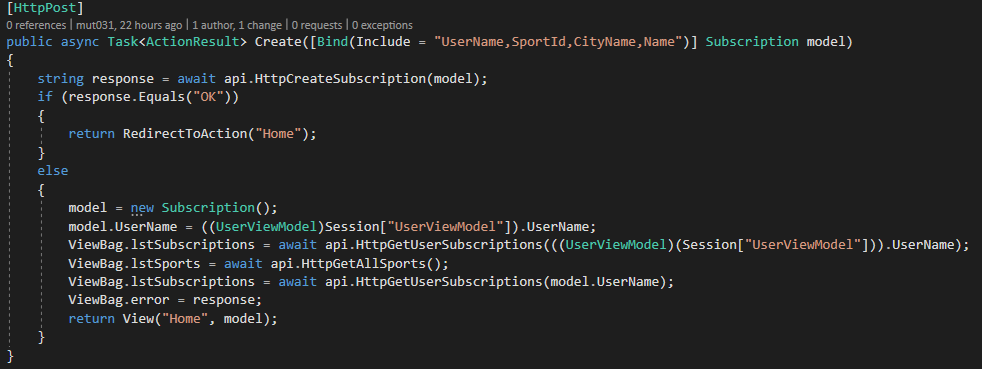 [HttpPost]
0 references | mut031, 22 hours ago | 1 author, 1 change | 0 requests | 0 exceptions
public async Task<ActionResult> Create([Bind(Include = "UserName,SportId,CityName,Name")] Subscription model)
{
    string response = await api.HttpCreateSubscription(model);
    if (response.Equals("OK"))
    {
        return RedirectToAction("Home");
    }
    else
    {
        model = new Subscription();
        model.UserName = ((UserViewModel)Session["UserViewModel"]).UserName;
        ViewBag.lstSubscriptions = await api.HttpGetUserSubscriptions(((UserViewModel)(Session["UserViewModel"])).UserName);
        ViewBag.lstSports = await api.HttpGetAllSports();
        ViewBag.lstSubscriptions = await api.HttpGetUserSubscriptions(model.UserName);
        ViewBag.error = response;
        return View("Home", model);
    }
}